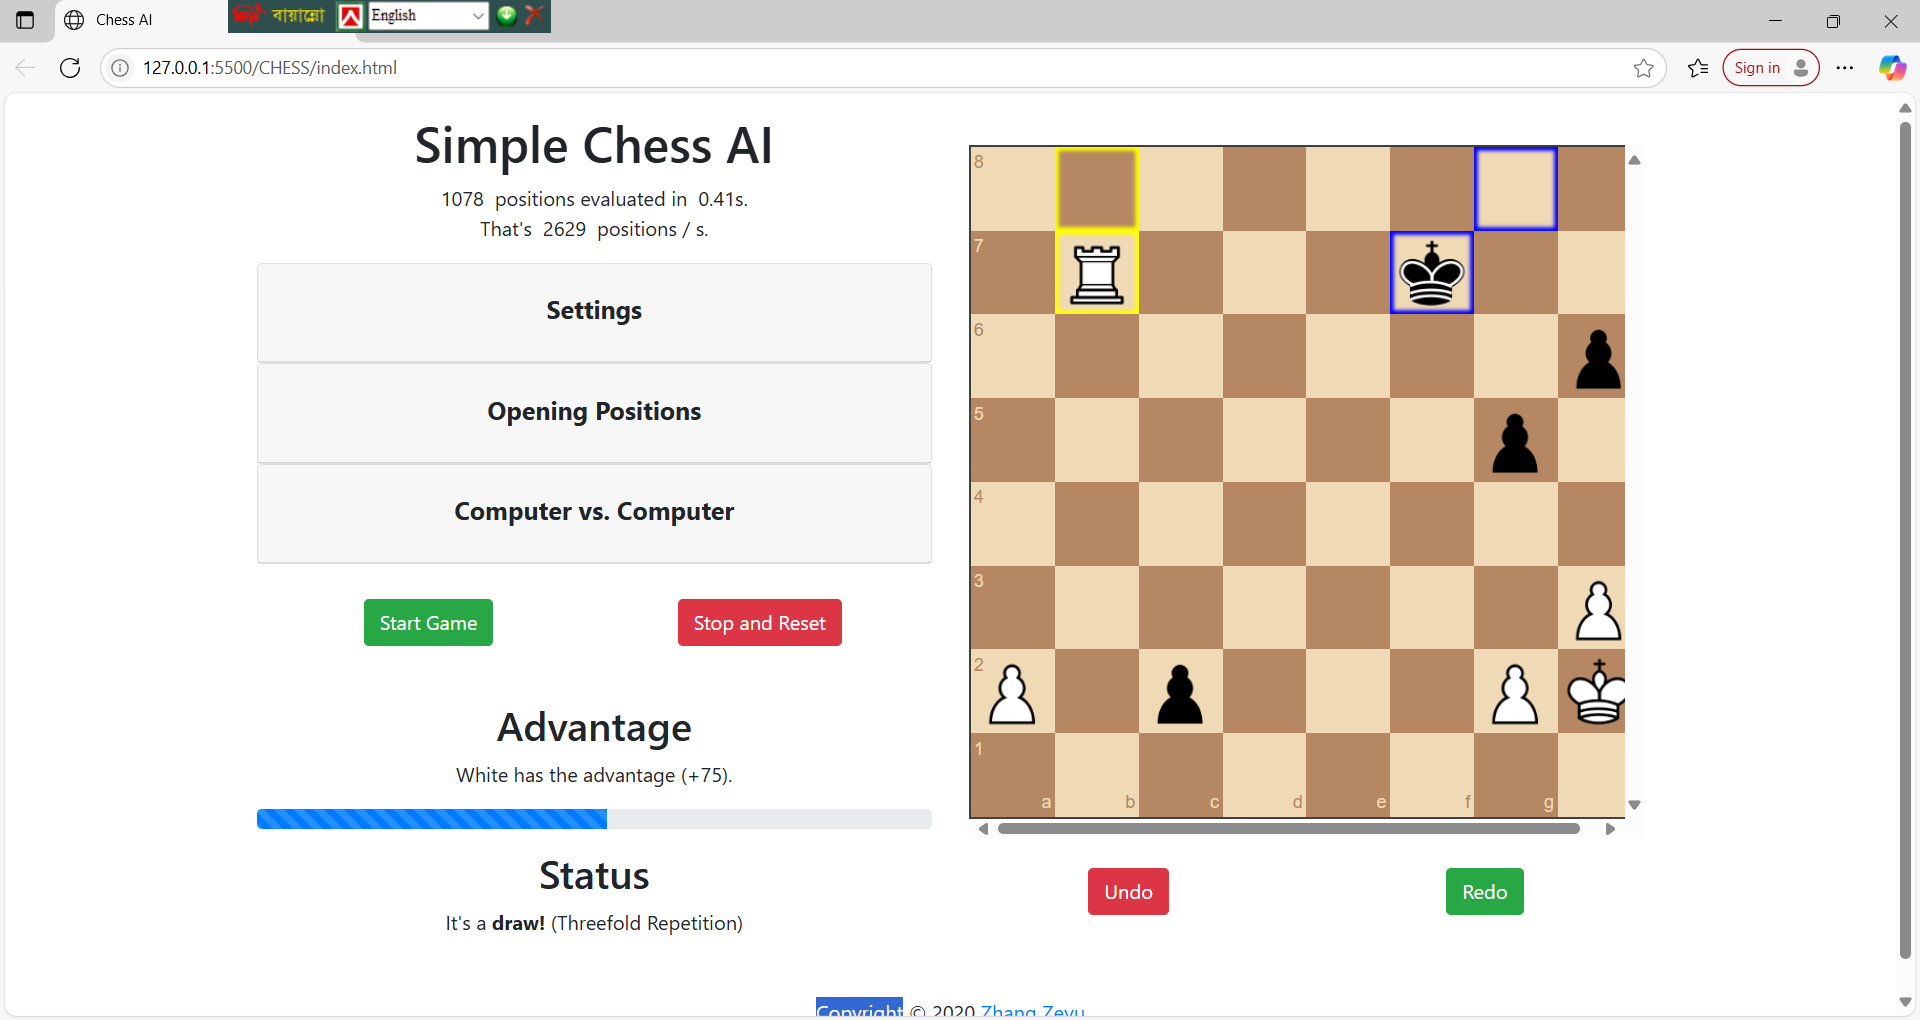 Chess AI
বায়ান্নো
English
127.0.0.1:5500/CHESS/index.html
Sign in
Simple Chess AI
1078 positions evaluated in 0.41s.
That's 2629 positions / s.
Settings
Opening Positions
Computer vs. Computer
Start Game
Stop and Reset
Advantage
White has the advantage (+75).
Status
It's a draw! (Threefold Repetition)
8
7
6
5
4
3
2
1
a b c d e f g
Undo
Redo
Copyright © 2020 Zhang Zeyu